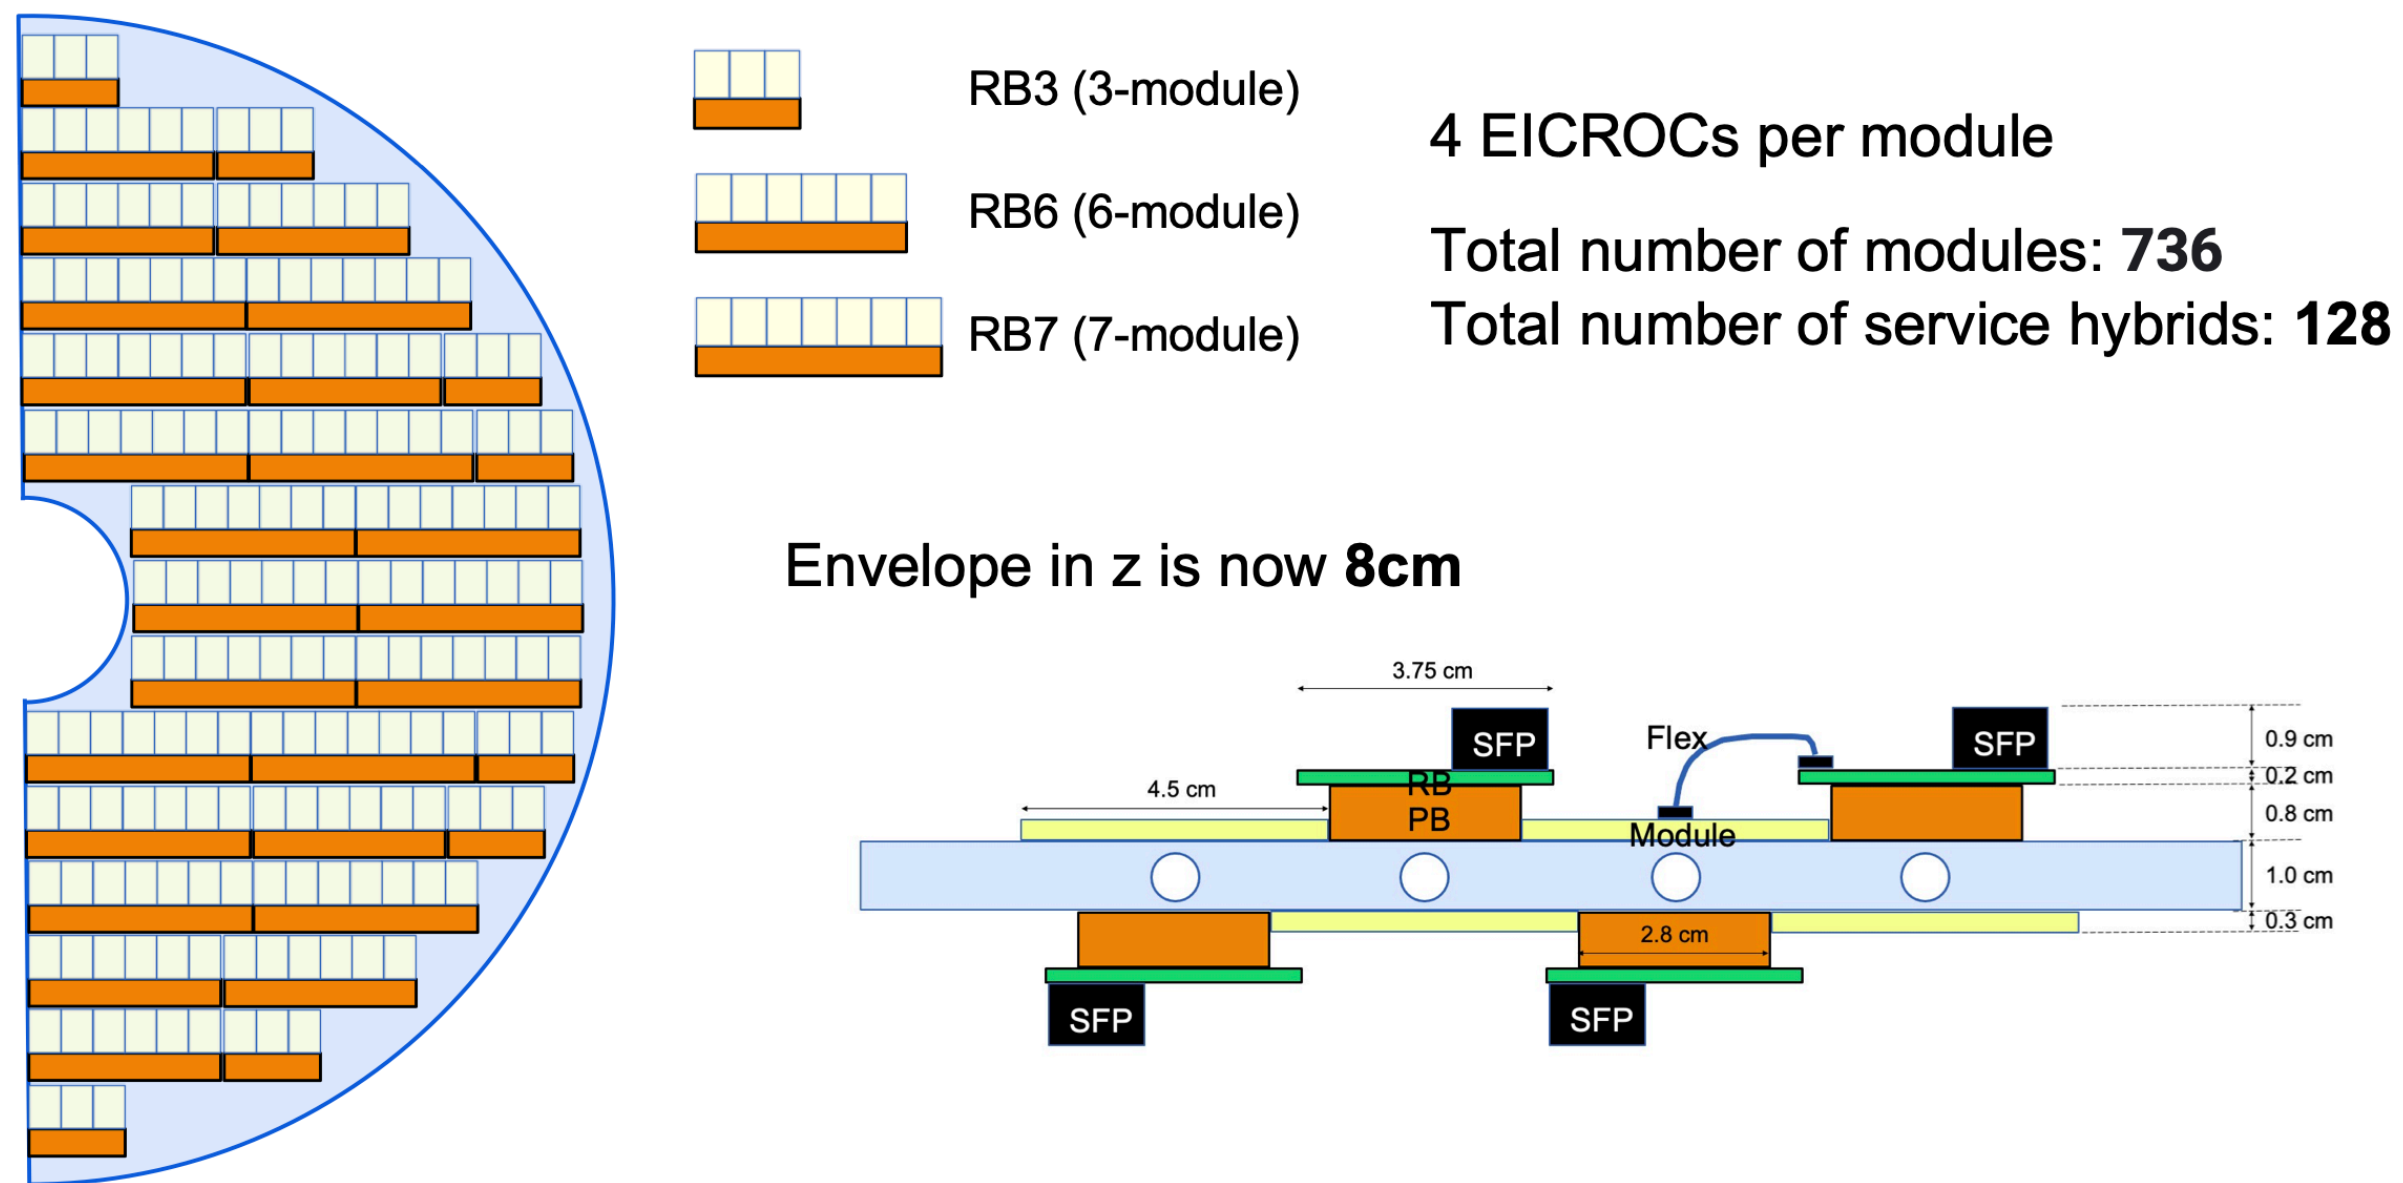 RB3 (3-module)
RB6 (6-module)
RB7 (7-module)
4 EICROCs per module
Total number of modules: 736
Total number of service hybrids: 128
Envelope in z is now 8cm
3.75 cm
SFP
Flex
SFP
0.9 cm
0.2 cm
RB
4.5 cm
PB
0.8 cm
Module
1.0 cm
0.3 cm
2.8 cm
SFP
SFP